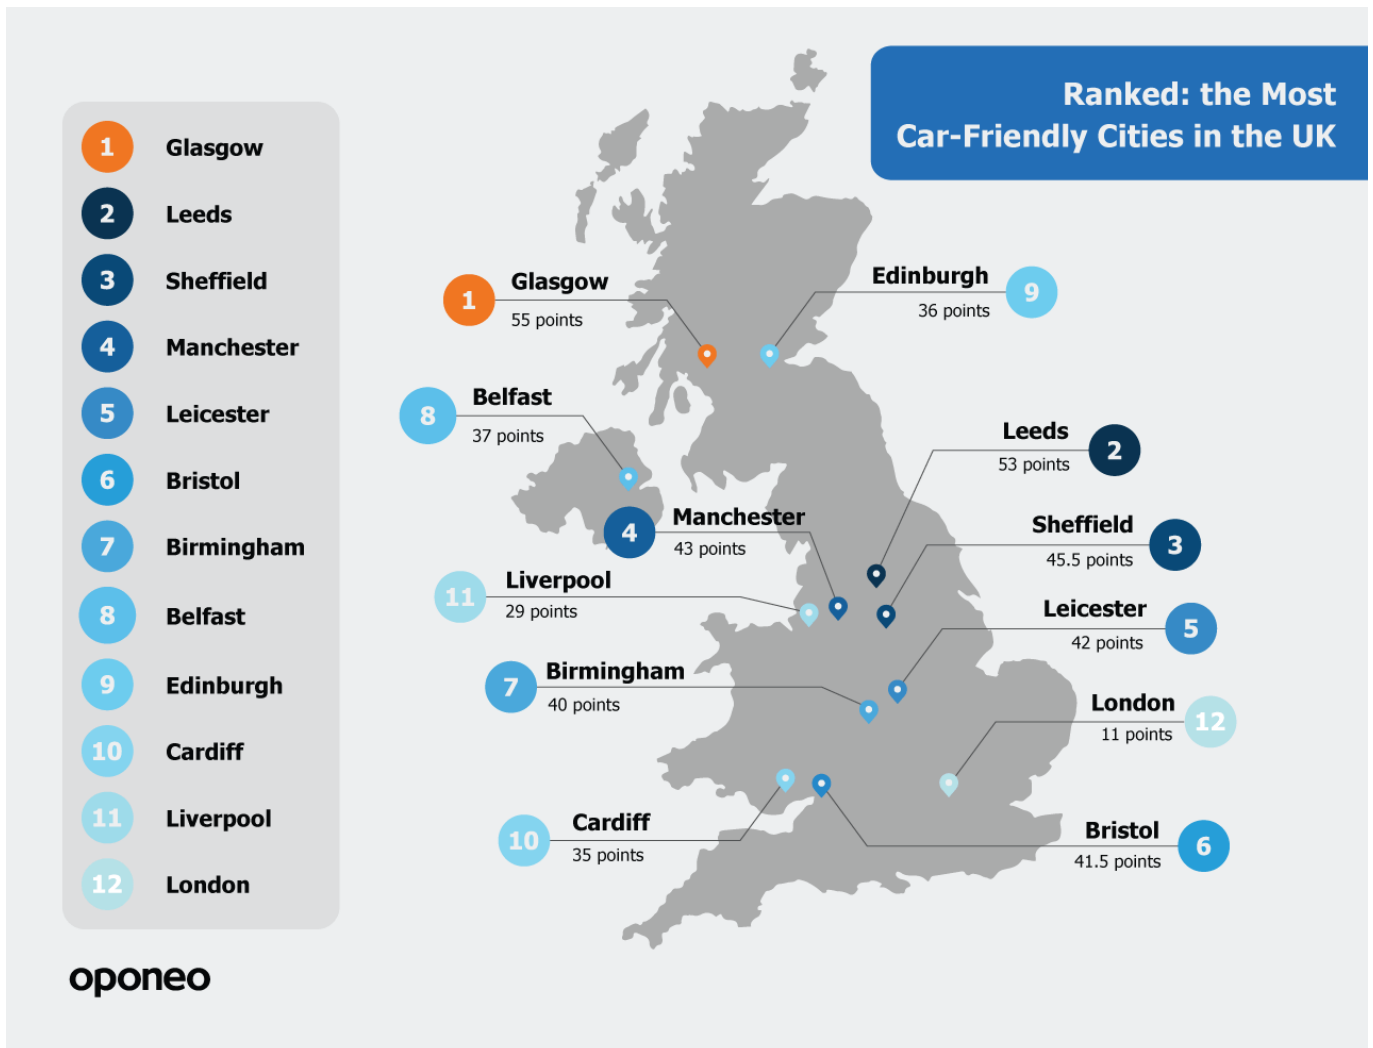 Ranked: the Most
Car-Friendly Cities in the UK
1 Glasgow
2 Leeds
3 Sheffield
4 Manchester
5 Leicester
6 Bristol
7 Birmingham
8 Belfast
9 Edinburgh
10 Cardiff
11 Liverpool
12 London
oponeo
1 Glasgow
55 points
Edinburgh 9
36 points
8 Belfast
37 points
Leeds 2
53 points
4 Manchester
43 points
Sheffield 3
45.5 points
11 Liverpool
29 points
Leicester 5
42 points
7 Birmingham
40 points
London 12
11 points
10 Cardiff
35 points
Bristol 6
41.5 points